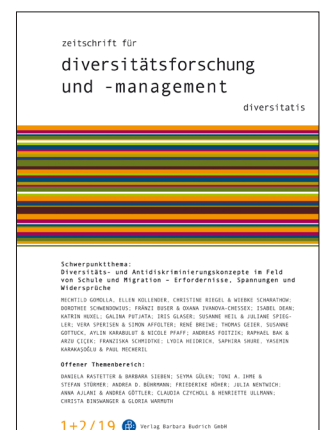 zeitschrift für
diversitätsforschung
und -management
diversitatis
Schwerpunktthema:
Diversitäts- und Antidiskriminierungskonzepte im Feld
von Schule und Migration – Erfordernisse, Spannungen und
Widersprüche
MECHTILD GOMOLLA, ELLEN KOLLENDER, CHRISTINE RIEGEL & WIEBKE SCHARATHOW;
DOROTHEE SCHWENDOWIUS; FRÄNZI BUSER & OXANA IVANOVA-CHESSEX; ISABEL DEAN;
KATRIN HUXEL; GALINA PUTJATA; IRIS GLASER; SUSANNE HEIL & JULIANE SPIEG-
LER; VERA SPERISEN & SIMON AFFOLTER; RENÉ BREIWE; THOMAS GEIER, SUSANNE
GOTTUCK, AYLIN KARABULUT & NICOLLE PFAFF; ANDREAS FOITZIK; RAPHAEL BAK &
ARZU ÇIÇEK; FRANZISKA SCHMIDTKE; LYDIA HEIDRICH, SAPHIRA SHURE, YASEMIN
KARAKAŞOĞLU & PAUL MECHERIL
Offener Themenbereich:
DANIELA RASTETTER & BARBARA SIEBEN; SEYMA GÜLEN; TONI A. IHME &
STEFAN STÜRMER; ANDREA D. BÜHRMANN; FRIEDERIKE HÖHER; JULIA NENTWICH;
ANNA AJLANI & ANDREA GÖTTLER; CLAUDIA CZYCHOLL & HENRIETTE ULLMANN;
CHRISTA BINSWANGER & GLORIA WARMUTH
1+2/19 Verlag Barbara Budrich GmbH